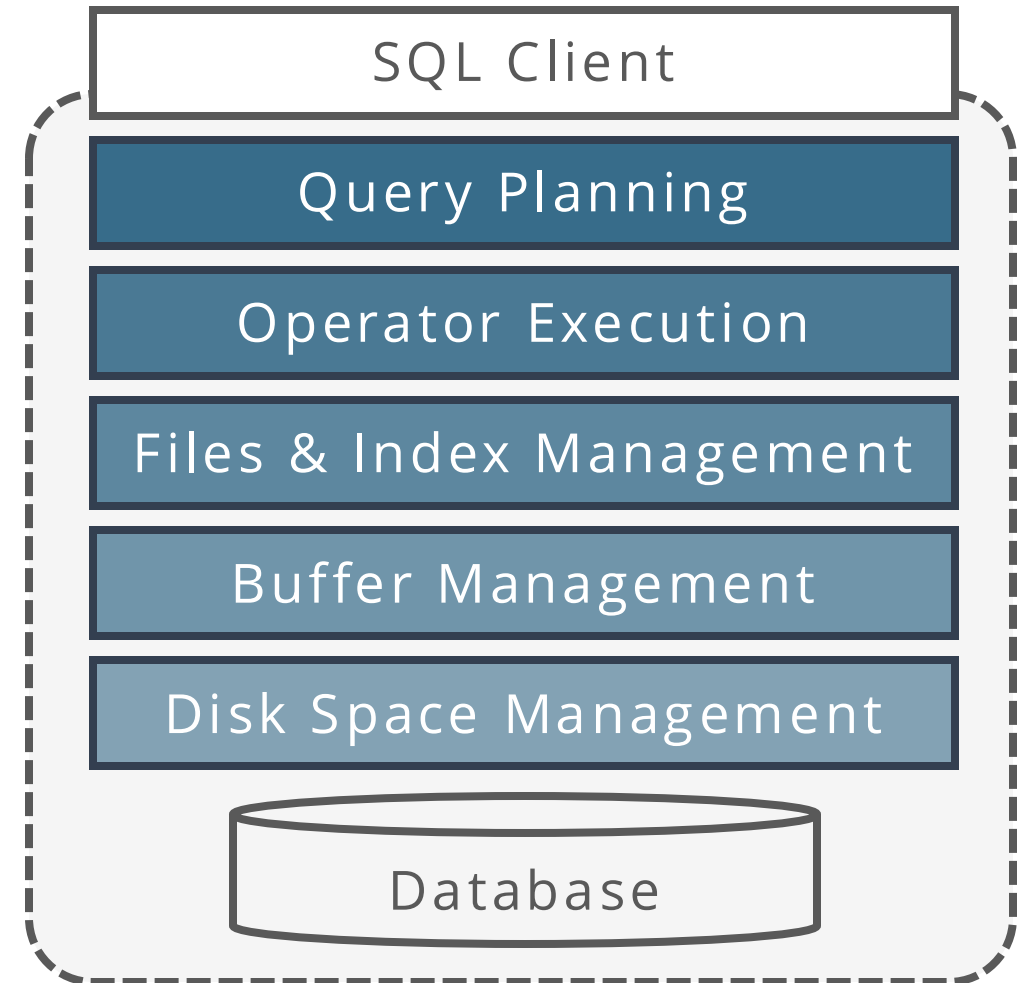 SQL Client
Query Planning
Operator Execution
Files & Index Management
Buffer Management
Disk Space Management
Database